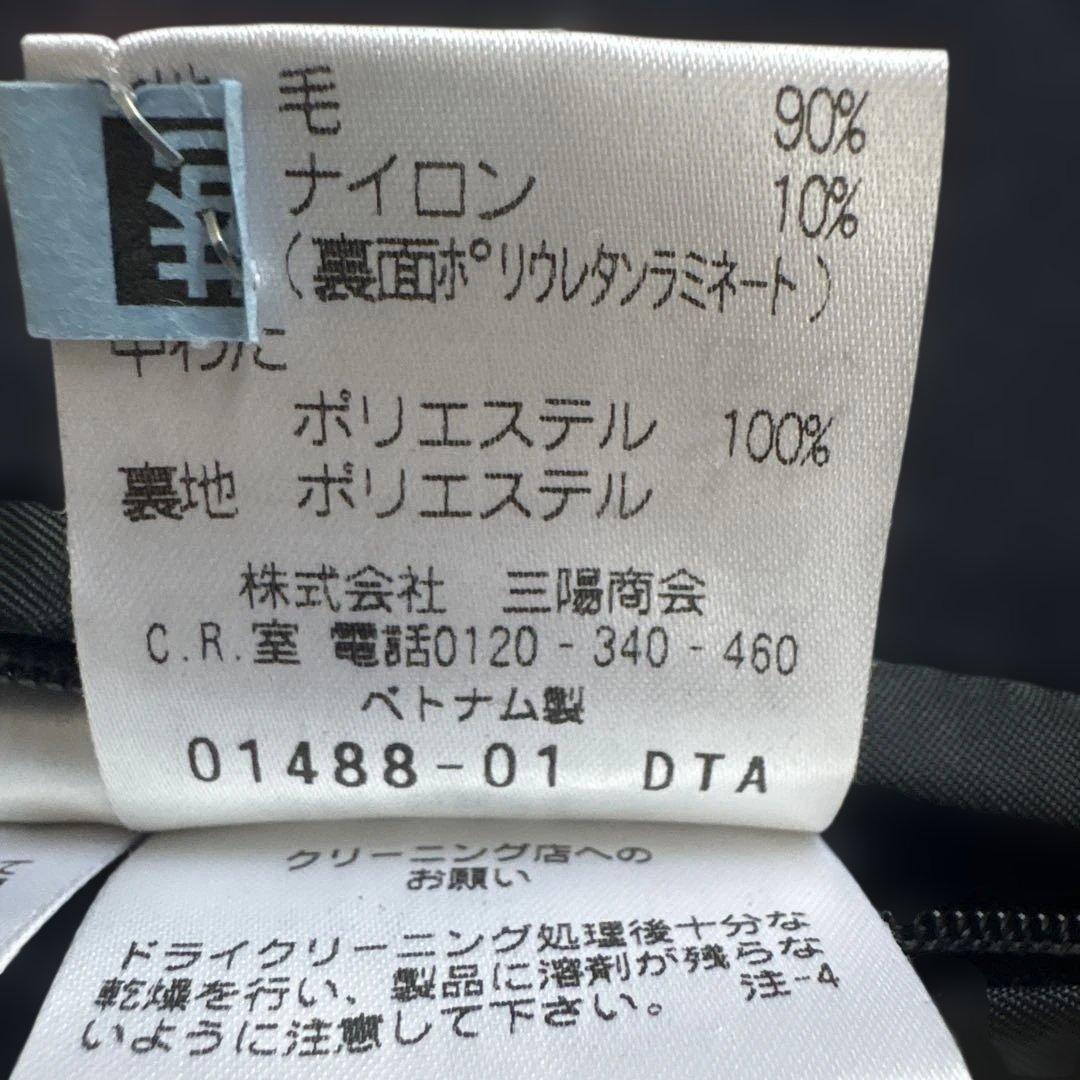 毛 90%
ナイロン 10%
(裏面ポリウレタンラミネート)
中わた
ポリエステル 100%
裏地 ポリエステル
株式会社 三陽商会
C.R.室 電話0120-340-460
ベトナム製
01488-01 DTA
クリーニング店への
お願い
ドライクリーニング処理後十分な
乾燥を行い、製品に溶剤が残らな
いように注意して下さい。 注-4